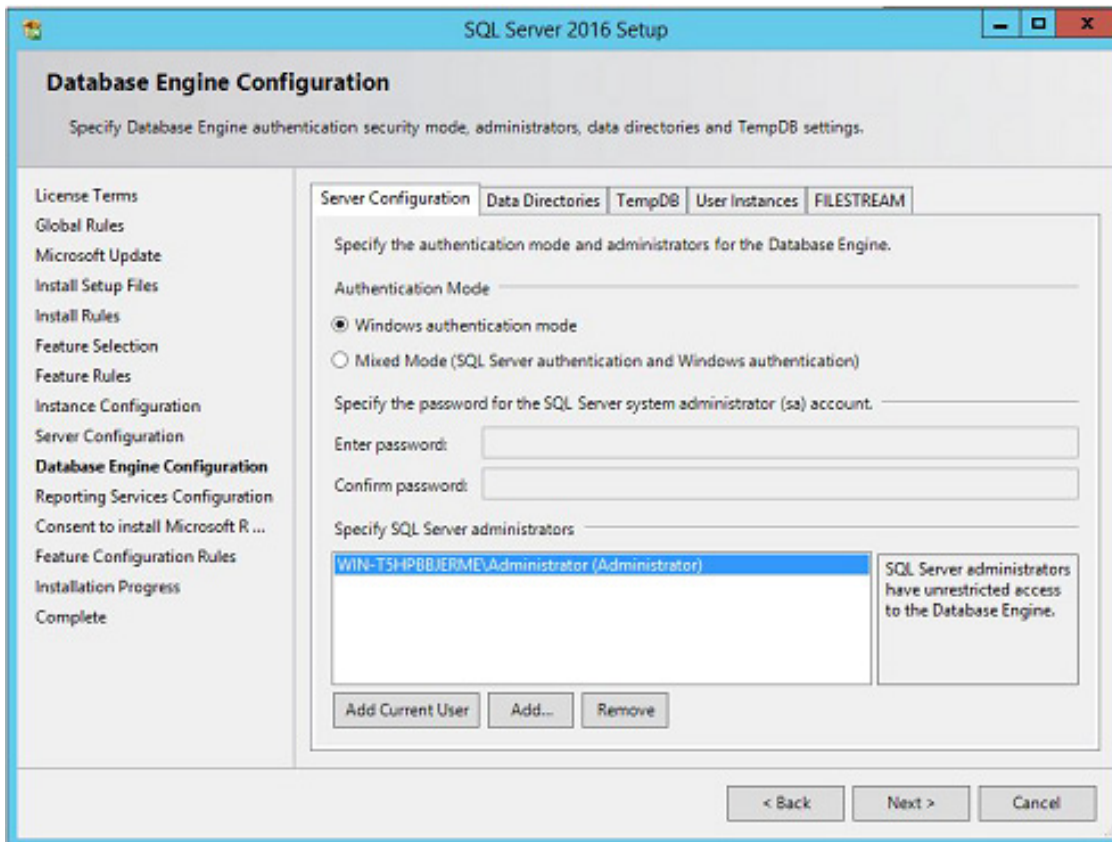 SQL Server 2016 Setup
Database Engine Configuration
Specify Database Engine authentication security mode, administrators, data directories and TempDB settings.
License Terms
Global Rules
Microsoft Update
Install Setup Files
Install Rules
Feature Selection
Feature Rules
Instance Configuration
Server Configuration
Database Engine Configuration
Reporting Services Configuration
Consent to install Microsoft R ...
Feature Configuration Rules
Installation Progress
Complete
Server Configuration Data Directories TempDB User Instances FILESTREAM
Specify the authentication mode and administrators for the Database Engine.
Authentication Mode
Windows authentication mode
Mixed Mode (SQL Server authentication and Windows authentication)
Specify the password for the SQL Server system administrator (sa) account.
Enter password:
Confirm password:
Specify SQL Server administrators
WIN-T5HPBBJERME\Administrator (Administrator)
SQL Server administrators
have unrestricted access
to the Database Engine.
Add Current User Add... Remove
< Back Next > Cancel